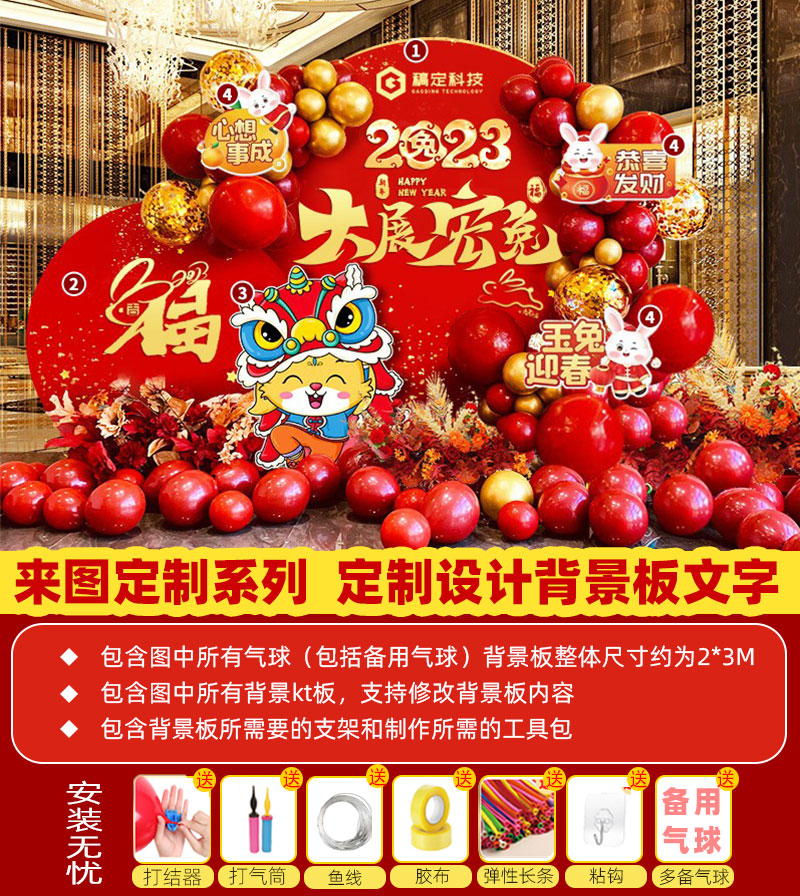 1
稿定科技
GAODING TECHNOLOGY
4
心想
事成
2023
兔
4
恭喜
发财
福
HAPPY
NEW YEAR
福
大展宏兔
2
吉
福
3
玉兔
迎春
4
来图定制系列 定制设计背景板文字
◆ 包含图中所有气球（包括备用气球）背景板整体尺寸约为2*3M
◆ 包含图中所有背景kt板，支持修改背景板内容
◆ 包含背景板所需要的支架和制作所需的工具包
安装无忧
送 送 送 送 送 送 送
备用
气球
打结器 打气筒 鱼线 胶布 弹性长条 粘钩 多备气球